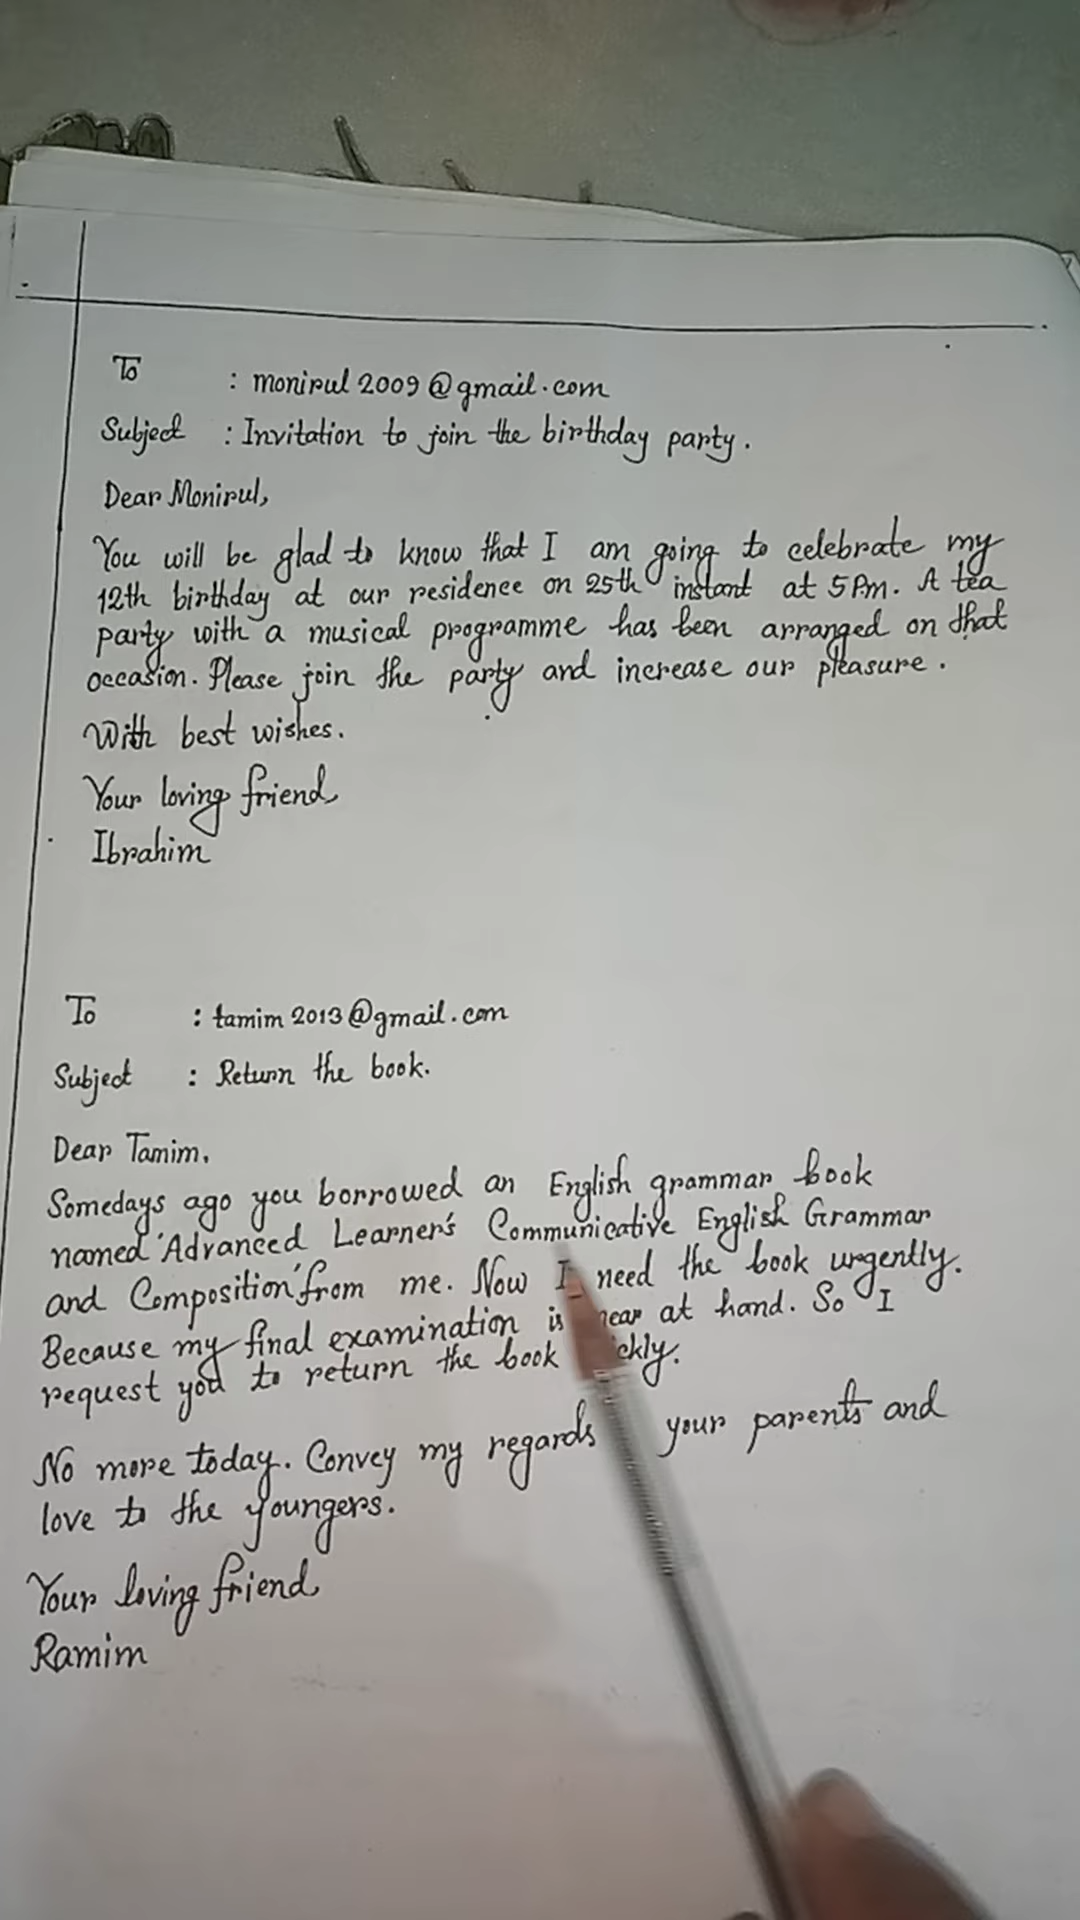 To : monirul2009@gmail.com
Subject : Invitation to join the birthday party.
Dear Monirul,
You will be glad to know that I am going to celebrate my
12th birthday at our residence on 25th instant at 5 Pm. A tea
party with a musical programme has been arranged on that
occasion. Please join the party and increase our pleasure.
With best wishes.
Your loving friend,
Ibrahim
To : tamim2013@gmail.com
Subject : Return the book.
Dear Tamim,
Somedays ago you borrowed an English grammar book
named 'Advanced Learner's Communicative English Grammar
and Composition' from me. Now I need the book urgently.
Because my final examination is near at hand. So I
request you to return the book
No more today. Convey my regards your parents and
love to the youngers.
Your loving friend,
Ramim